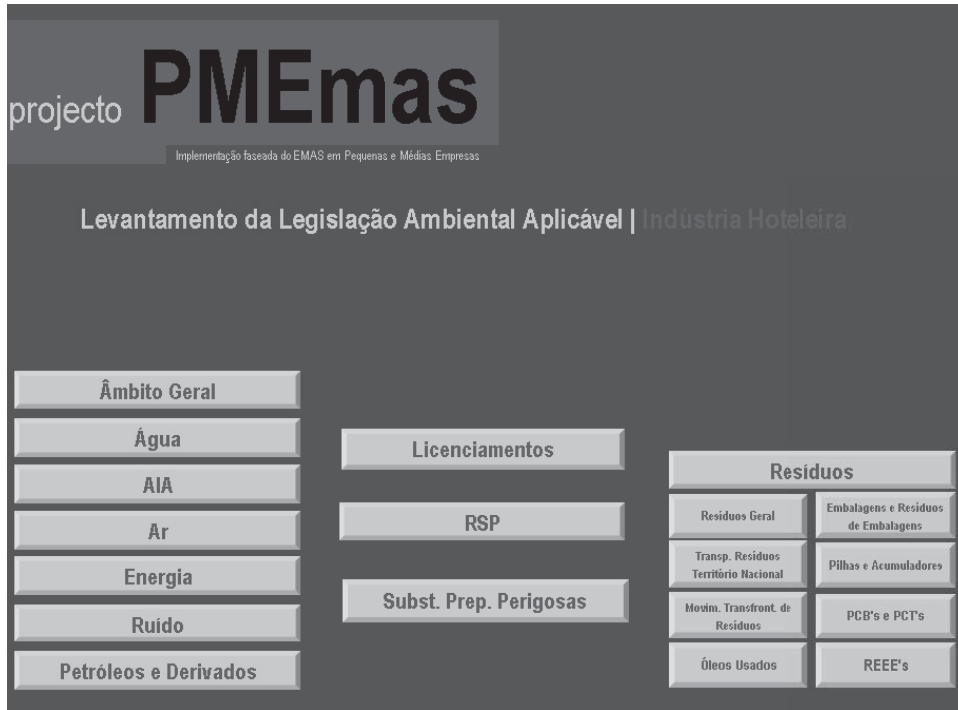 projecto PMEmas
Implementação faseada do EMAS em Pequenas e Médias Empresas
Levantamento da Legislação Ambiental Aplicável | Indústria Hoteleira
Âmbito Geral
Água
AIA
Ar
Energia
Ruído
Petróleos e Derivados
Licenciamentos
RSP
Subst. Prep. Perigosas
Resíduos
Resíduos Geral
Embalagens e Resíduos
de Embalagens
Transp. Resíduos
Território Nacional
Pilhas e Acumuladores
Movim. Transfront. de
Resíduos
PCB's e PCT's
Óleos Usados
REEE's